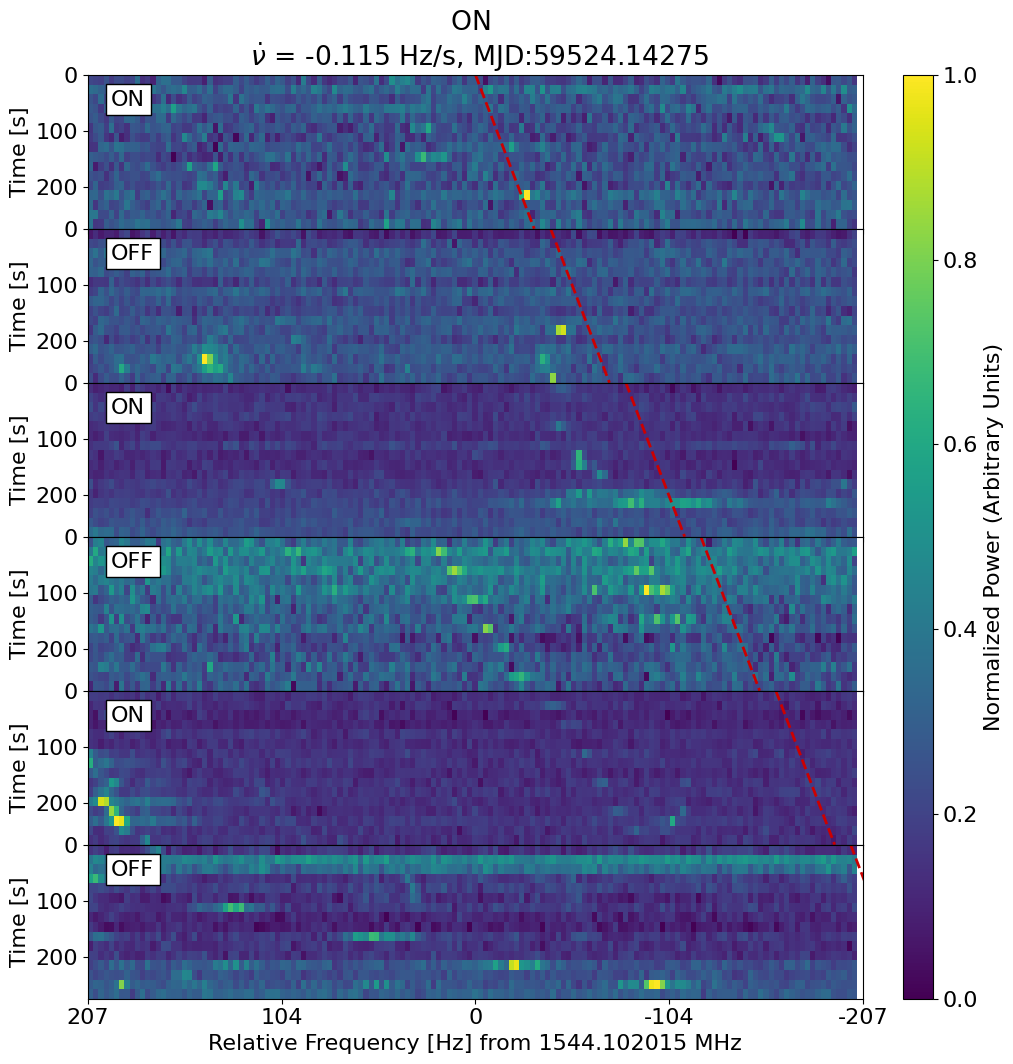 ON
ν̇ = -0.115 Hz/s, MJD:59524.14275
0
ON
100
200
Time [s]
0
OFF
100
200
Time [s]
0
ON
100
200
Time [s]
0
OFF
100
200
Time [s]
0
ON
100
200
Time [s]
0
OFF
100
200
Time [s]
207 104 0 -104 -207
Relative Frequency [Hz] from 1544.102015 MHz
1.0
0.8
0.6
0.4
0.2
0.0
Normalized Power (Arbitrary Units)